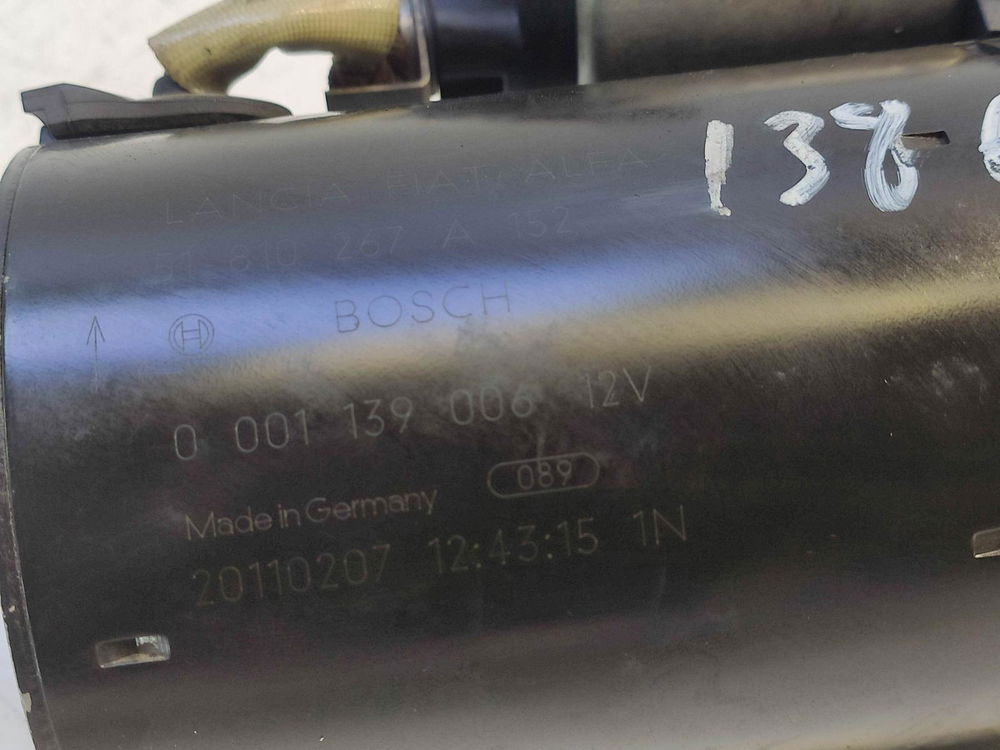 138
LANCIA FIAT, ALFA
51 810 267 A 152
BOSCH
0 001 139 006 12V
089
Made in Germany
20110207 12:43:15 1N